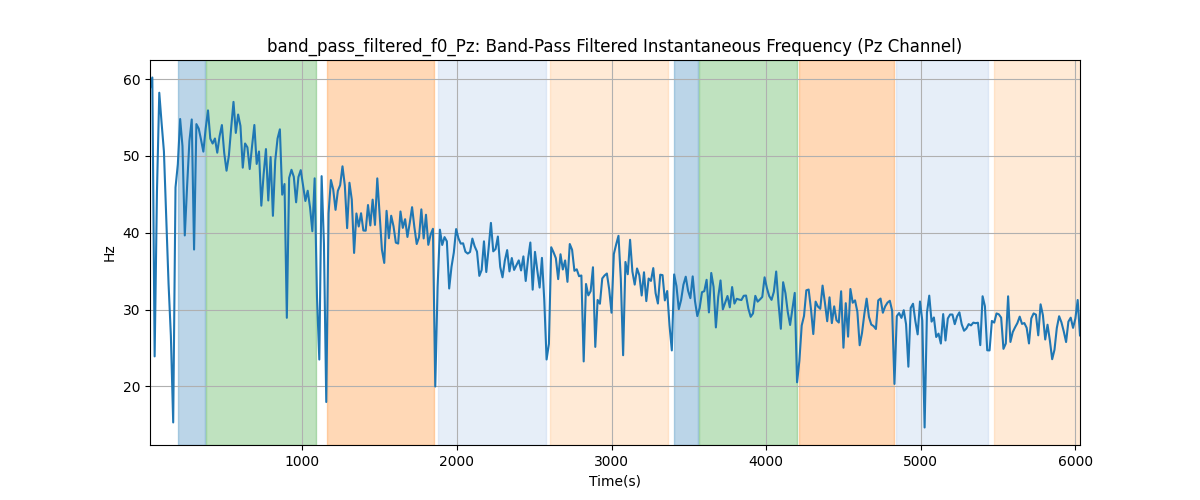 band_pass_filtered_f0_Pz: Band-Pass Filtered Instantaneous Frequency (Pz Channel)
60
50
40
30
20
Hz
1000 2000 3000 4000 5000 6000
Time(s)